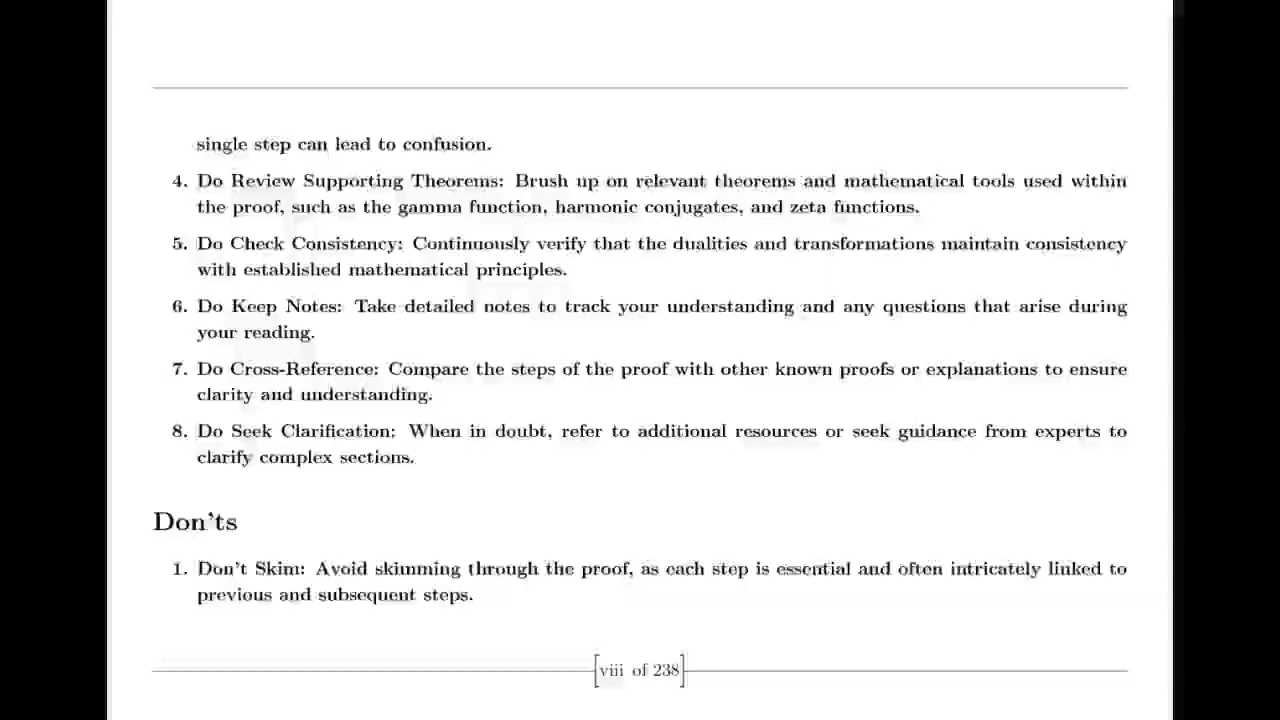 single step can lead to confusion.
4. Do Review Supporting Theorems: Brush up on relevant theorems and mathematical tools used within
the proof, such as the gamma function, harmonic conjugates, and zeta functions.
5. Do Check Consistency: Continuously verify that the dualities and transformations maintain consistency
with established mathematical principles.
6. Do Keep Notes: Take detailed notes to track your understanding and any questions that arise during
your reading.
7. Do Cross-Reference: Compare the steps of the proof with other known proofs or explanations to ensure
clarity and understanding.
8. Do Seek Clarification: When in doubt, refer to additional resources or seek guidance from experts to
clarify complex sections.
Don'ts
1. Don't Skim: Avoid skimming through the proof, as each step is essential and often intricately linked to
previous and subsequent steps.
[viii of 238]